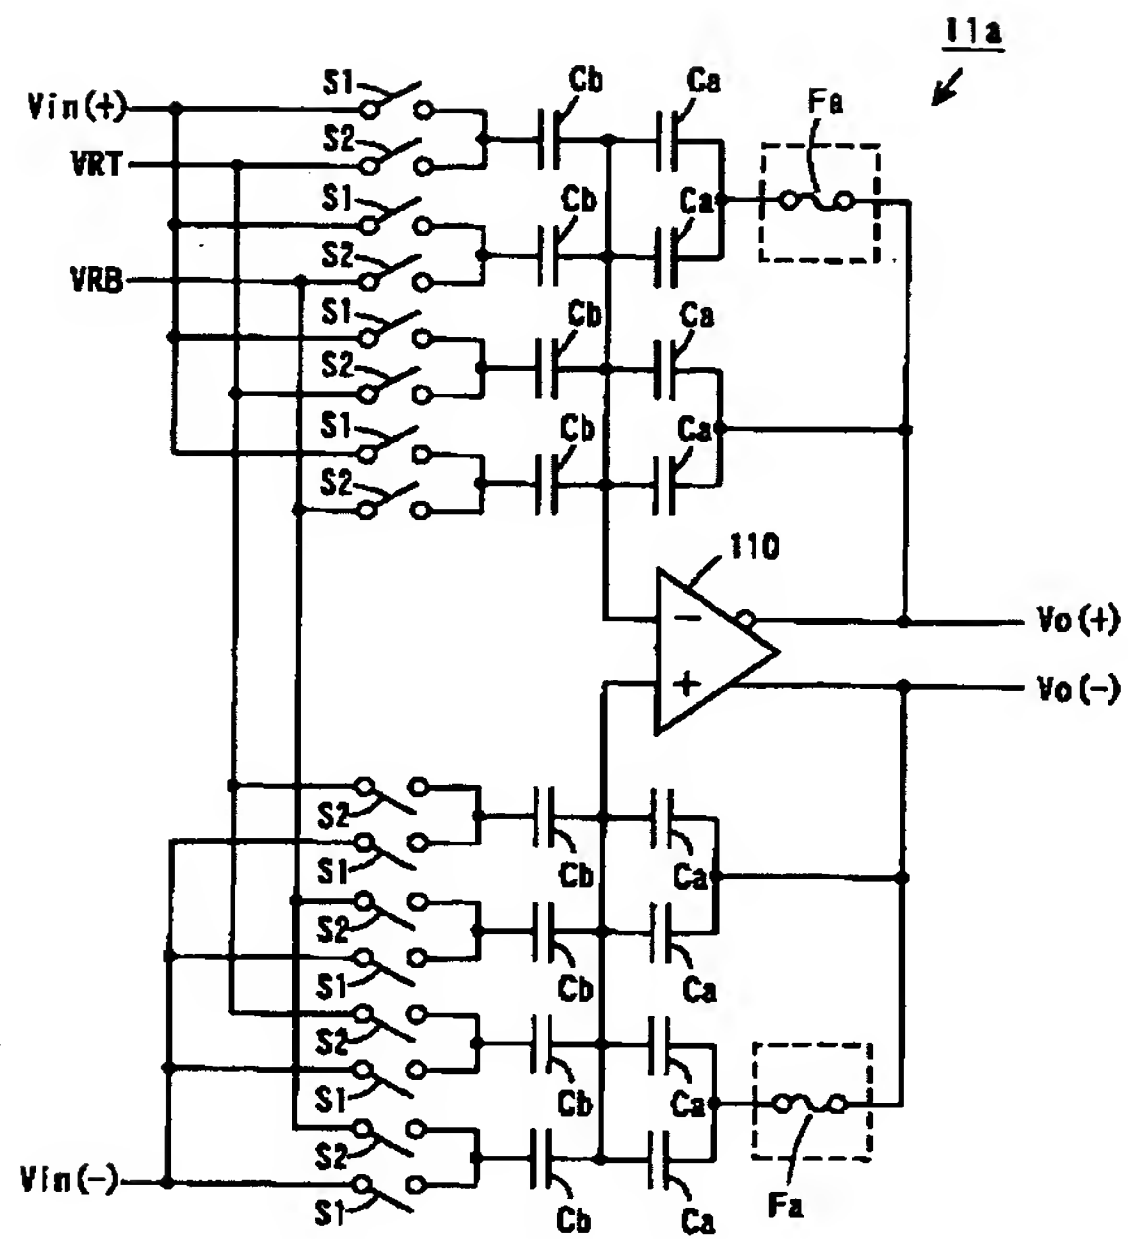 11a
Cb
Ca
Fa
S1
Vin(+)
S2
VRT
S1
Cb
Ca
S2
VRB
S1
Cb
Ca
S2
S1
Cb
Ca
S2
110
−
Vo(+)
+
Vo(−)
S2
S1
Cb
Ca
S2
S1
Cb
Ca
S2
S1
Cb
Ca
S2
Vin(−)
S1
Cb
Ca
Fa